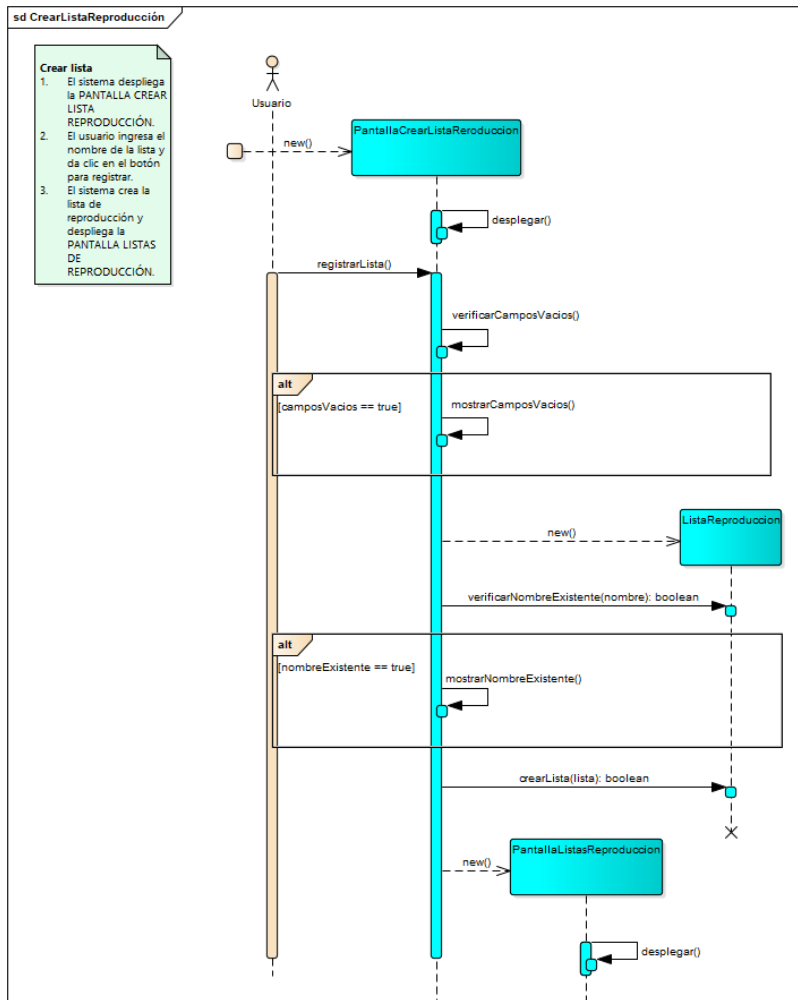 sd CrearListaReproducción
Crear lista
1. El sistema despliega
la PANTALLA CREAR
LISTA
REPRODUCCIÓN.
2. El usuario ingresa el
nombre de la lista y
da clic en el botón
para registrar.
3. El sistema crea la
lista de
reproducción y
despliega la
PANTALLA LISTAS
DE
REPRODUCCIÓN.
Usuario
new()
PantallaCrearListaReroduccion
desplegar()
registrarLista()
verificarCamposVacios()
alt
[camposVacios == true]
mostrarCamposVacios()
new()
ListaReproduccion
verificarNombreExistente(nombre): boolean
alt
[nombreExistente == true]
mostrarNombreExistente()
crearLista(lista): boolean
new()
PantallaListasReproduccion
desplegar()